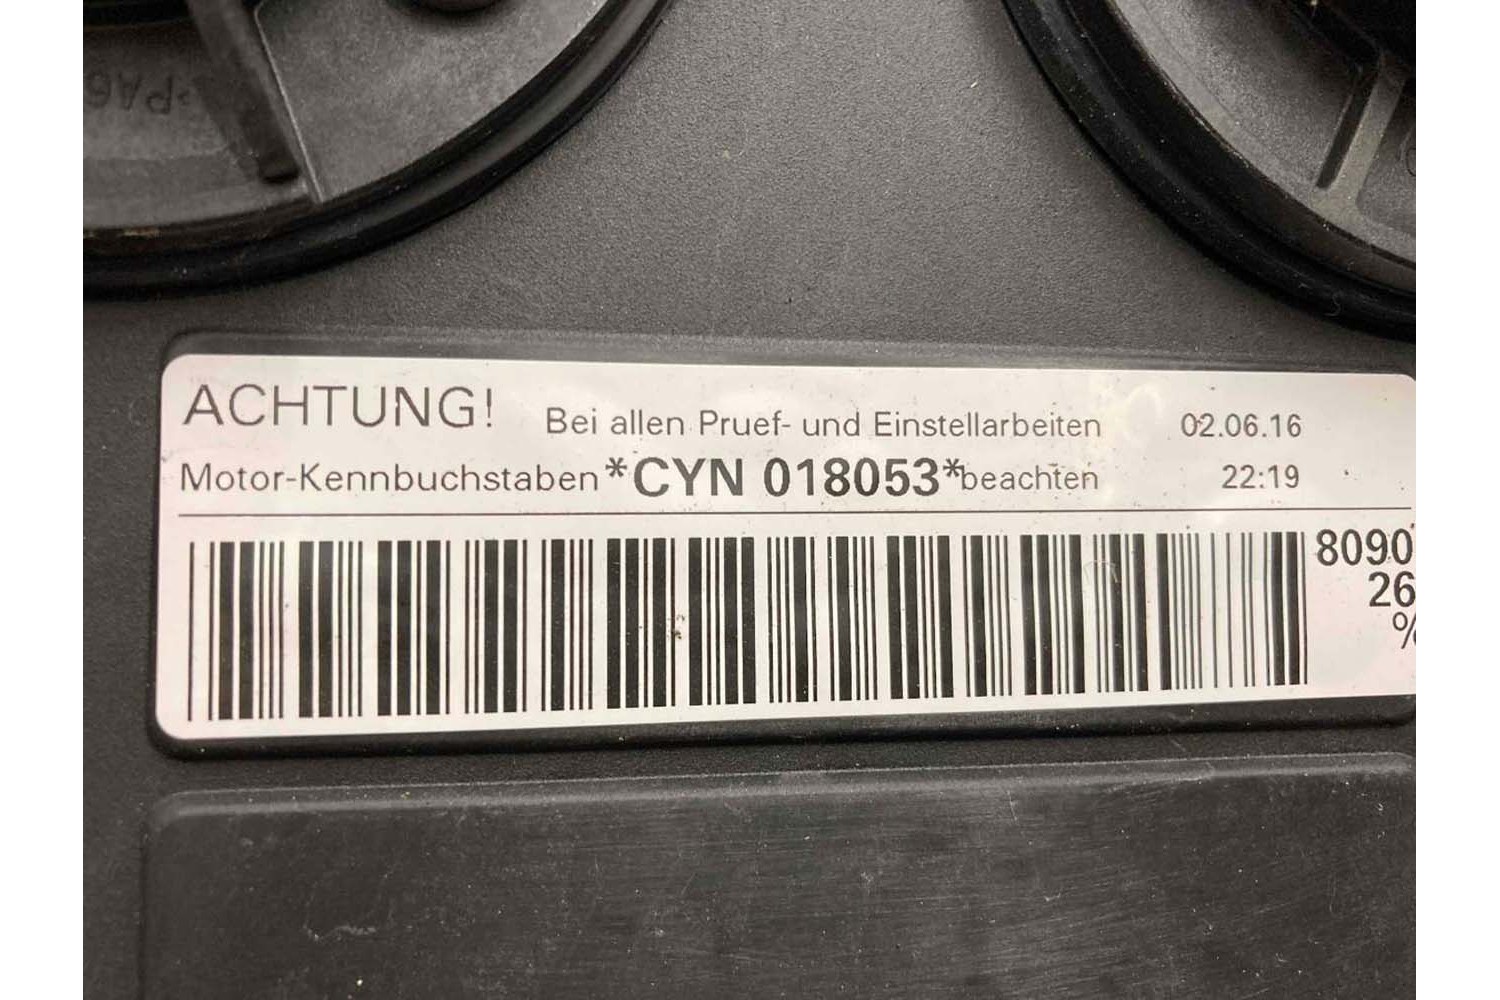 ACHTUNG! Bei allen Pruef- und Einstellarbeiten 02.06.16
Motor-Kennbuchstaben *CYN 018053* beachten 22:19
8090
26
%